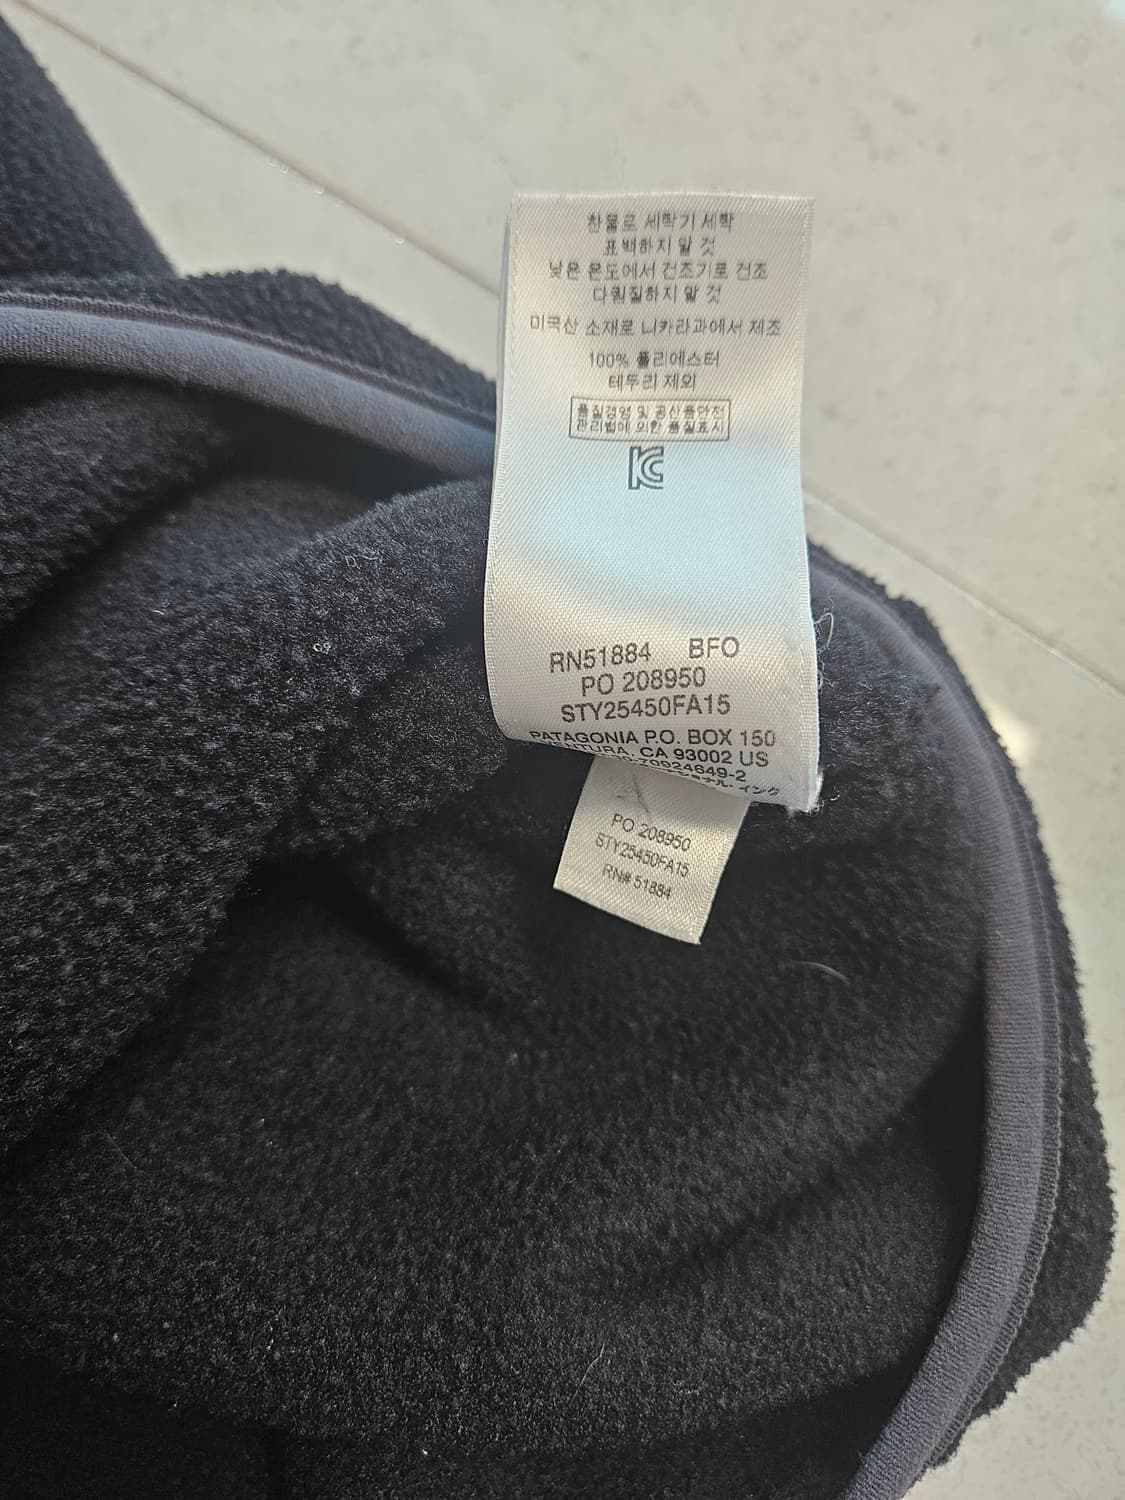 찬물로 세탁기 세탁
표백하지 말 것
낮은 온도에서 건조기로 건조
다림질하지 말 것
미국산 소재로 니카라과에서 제조
100% 폴리에스터
테두리 제외
품질경영 및 공산품안전
관리법에 의한 품질표시
KC
RN51884 BFO
PO 208950
STY25450FA15
PATAGONIA P.O. BOX 150
VENTURA, CA 93002 US
70924649-2
PO 208950
STY25450FA15
RN# 51884